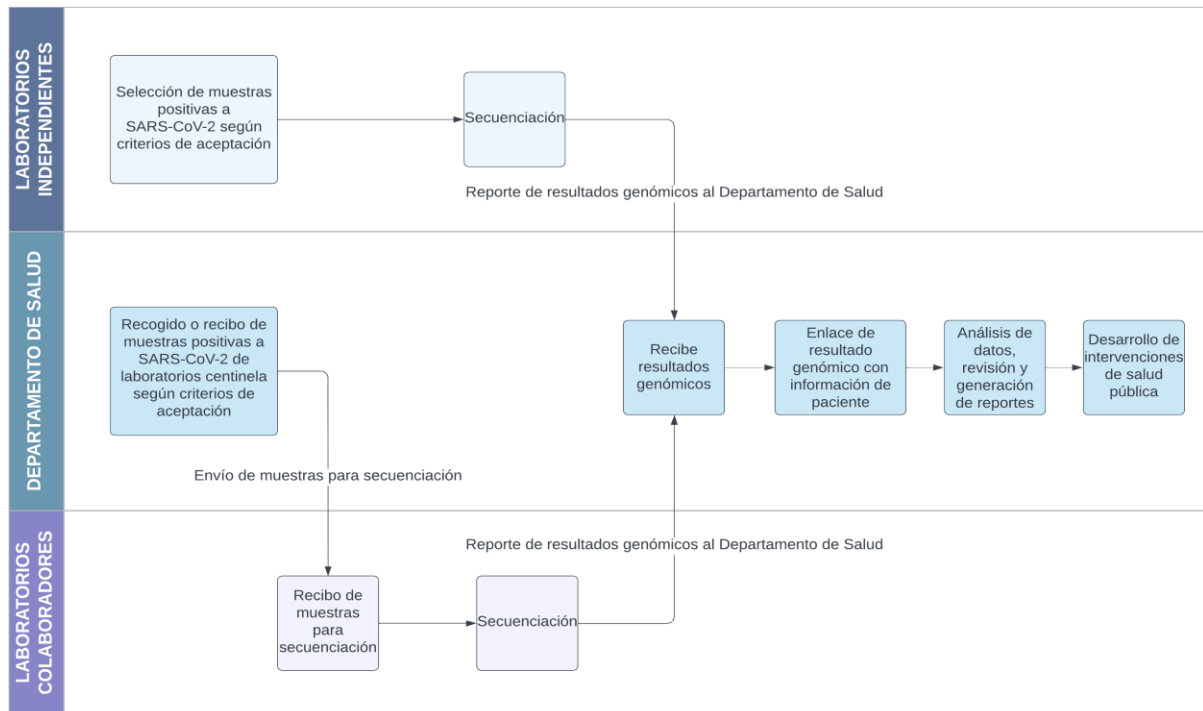 LABORATORIOS
INDEPENDIENTES
Selección de muestras
positivas a
SARS-CoV-2 según
criterios de aceptación
Secuenciación
Reporte de resultados genómicos al Departamento de Salud
DEPARTAMENTO DE SALUD
Recogido o recibo de
muestras positivas a
SARS-CoV-2 de
laboratorios centinela
según criterios de
aceptación
Recibe
resultados
genómicos
Enlace de
resultado
genómico con
información de
paciente
Análisis de
datos,
revisión y
generación
de reportes
Desarrollo de
intervenciones
de salud
pública
Envío de muestras para secuenciación
LABORATORIOS
COLABORADORES
Reporte de resultados genómicos al Departamento de Salud
Recibo de
muestras
para
secuenciación
Secuenciación